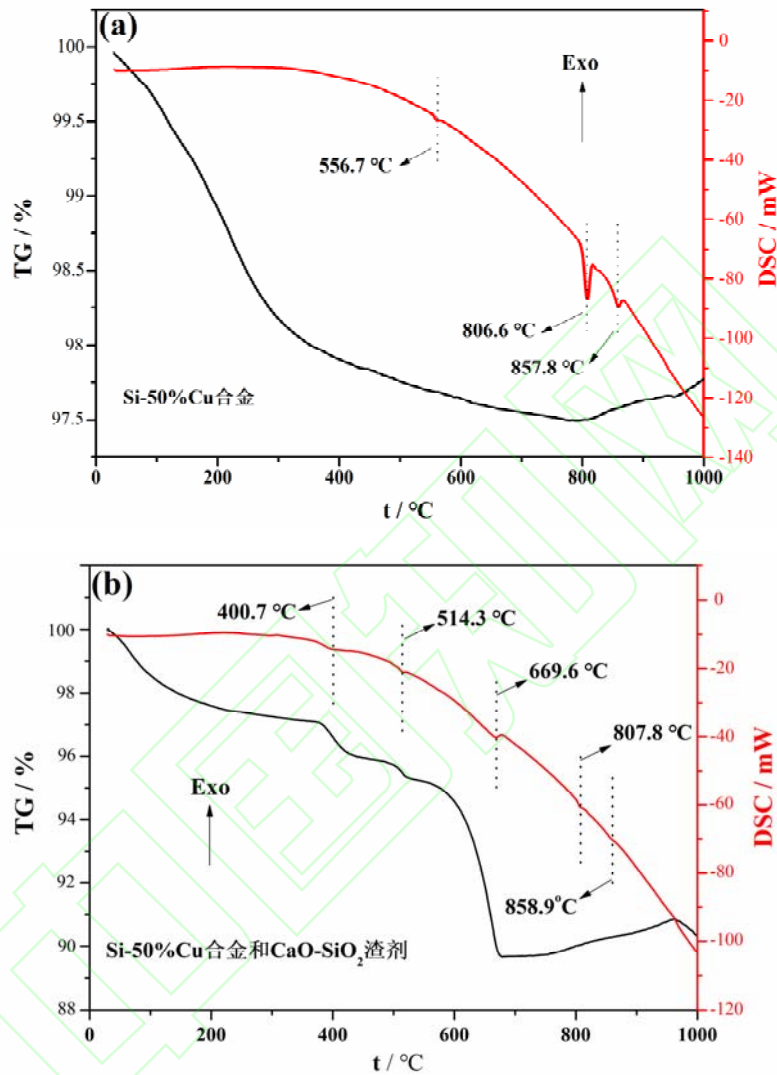 (a)
Exo
556.7 ℃
806.6 ℃
857.8 ℃
Si-50%Cu合金
TG / %
100
99.5
99
98.5
98
97.5
DSC / mW
0
-20
-40
-60
-80
-100
-120
-140
0 200 400 600 800 1000
t / ℃
(b)
400.7 ℃
514.3 ℃
669.6 ℃
807.8 ℃
Exo
858.9℃
Si-50%Cu合金和CaO-SiO₂渣剂
TG / %
100
98
96
94
92
90
88
DSC / mW
0
-20
-40
-60
-80
-100
-120
0 200 400 600 800 1000
t / ℃